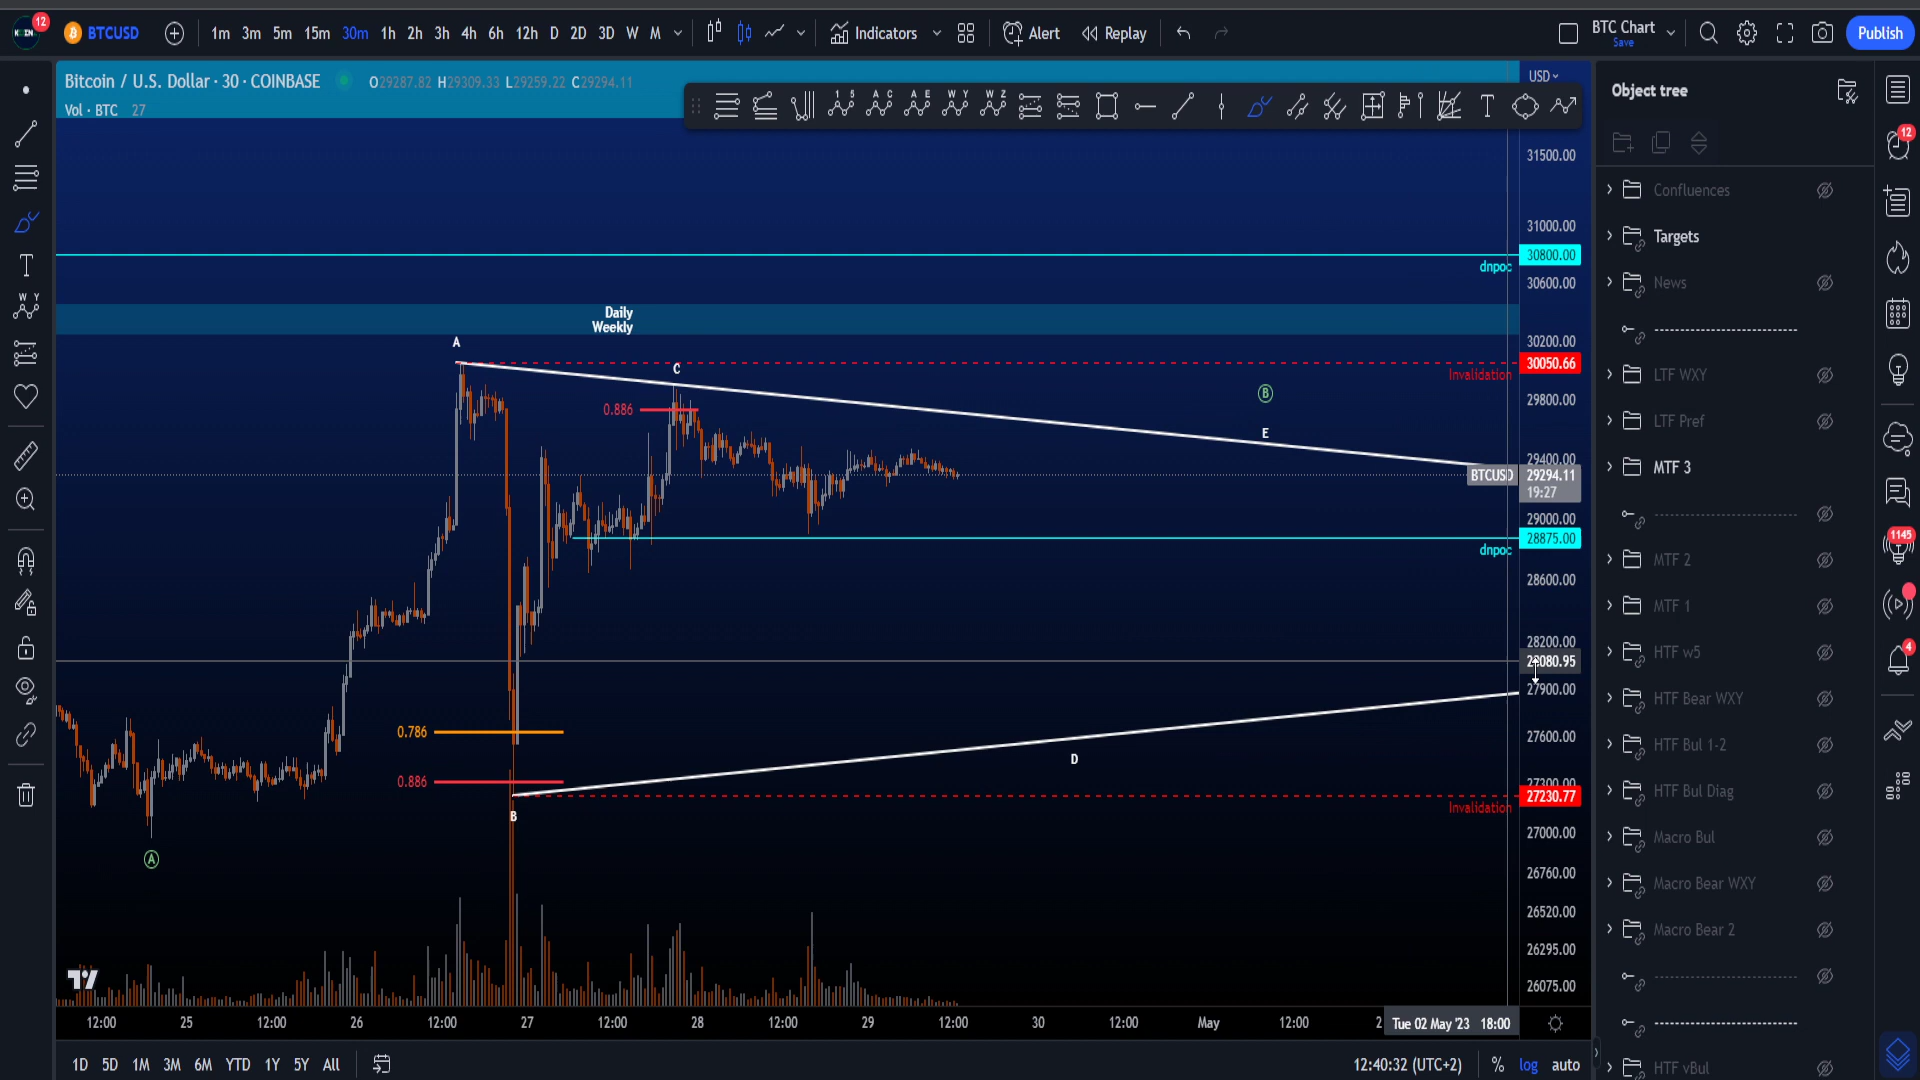 12
BTCUSD
1m 3m 5m 15m 30m 1h 2h 3h 4h 6h 12h D 2D 3D W M
Indicators
Alert
Replay
BTC Chart
Save
Publish
Bitcoin / U.S. Dollar · 30 · COINBASE
O29287.82 H29309.33 L29259.22 C29294.11
Vol · BTC 27
USD
Object tree
12
Confluences
Targets
News
LTF WXY
LTF Pref
MTF 3
MTF 2
MTF 1
HTF w5
HTF Bear WXY
HTF Bul 1-2
HTF Bul Diag
Macro Bul
Macro Bear WXY
Macro Bear 2
HTF vBul
1145
4
31500.00
31000.00
30800.00
dnpoc
30600.00
Daily
Weekly
30200.00
A
30050.66
Invalidation
C
B
29800.00
0.886
E
29400.00
BTCUSD 29294.11
19:27
29000.00
28875.00
dnpoc
28600.00
28200.00
28080.95
27900.00
0.786
27600.00
D
0.886
27300.00
27230.77
Invalidation
B
27000.00
A
26760.00
26520.00
26295.00
26075.00
12:00 25 12:00 26 12:00 27 12:00 28 12:00 29 12:00 30 12:00 May 12:00 2 Tue 02 May '23 18:00
1D 5D 1M 3M 6M YTD 1Y 5Y All
12:40:32 (UTC+2) % log auto